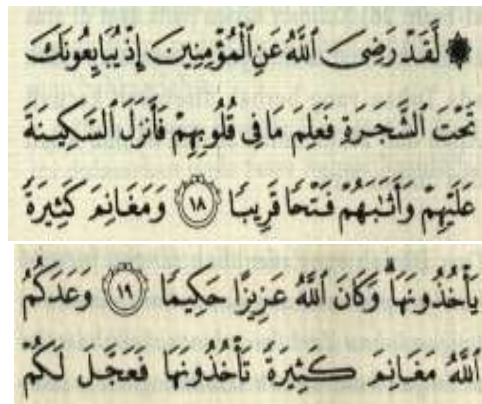 ۞ لَّقَدْ رَضِىَ ٱللَّهُ عَنِ ٱلْمُؤْمِنِينَ إِذْ يُبَايِعُونَكَ
تَحْتَ ٱلشَّجَرَةِ فَعَلِمَ مَا فِى قُلُوبِهِمْ فَأَنزَلَ ٱلسَّكِينَةَ
عَلَيْهِمْ وَأَثَـٰبَهُمْ فَتْحًا قَرِيبًا ۝١٨ وَمَغَانِمَ كَثِيرَةً
يَأْخُذُونَهَا ۗ وَكَانَ ٱللَّهُ عَزِيزًا حَكِيمًا ۝١٩ وَعَدَكُمُ
ٱللَّهُ مَغَانِمَ كَثِيرَةً تَأْخُذُونَهَا فَعَجَّلَ لَكُمْ